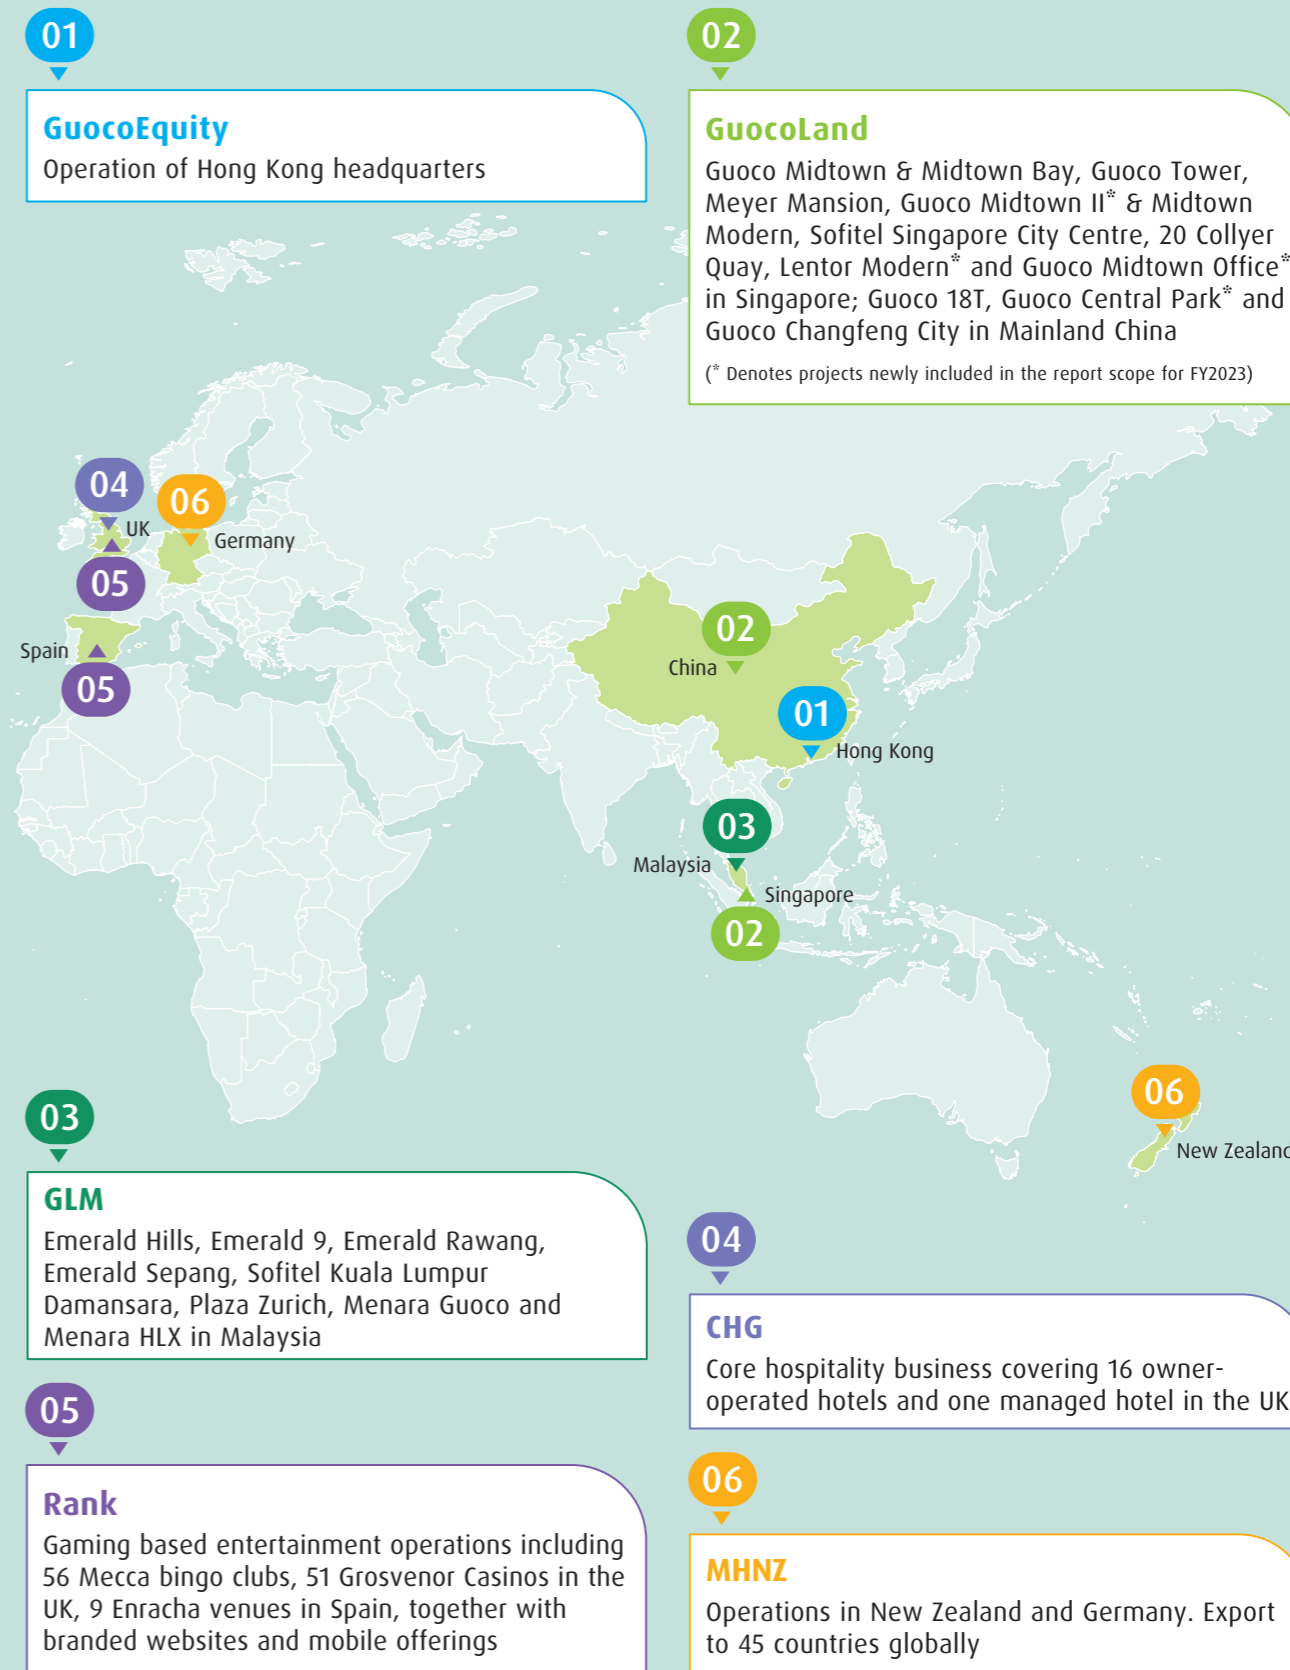 01
GuocoEquity
Operation of Hong Kong headquarters
02
GuocoLand
Guoco Midtown & Midtown Bay, Guoco Tower,
Meyer Mansion, Guoco Midtown II* & Midtown
Modern, Sofitel Singapore City Centre, 20 Collyer
Quay, Lentor Modern* and Guoco Midtown Office*
in Singapore; Guoco 18T, Guoco Central Park* and
Guoco Changfeng City in Mainland China
(* Denotes projects newly included in the report scope for FY2023)
04
UK
05
06
Germany
Spain
05
02
China
01
Hong Kong
03
Malaysia
Singapore
02
06
New Zealand
03
GLM
Emerald Hills, Emerald 9, Emerald Rawang,
Emerald Sepang, Sofitel Kuala Lumpur
Damansara, Plaza Zurich, Menara Guoco and
Menara HLX in Malaysia
04
CHG
Core hospitality business covering 16 owner-
operated hotels and one managed hotel in the UK
05
Rank
Gaming based entertainment operations including
56 Mecca bingo clubs, 51 Grosvenor Casinos in the
UK, 9 Enracha venues in Spain, together with
branded websites and mobile offerings
06
MHNZ
Operations in New Zealand and Germany. Export
to 45 countries globally